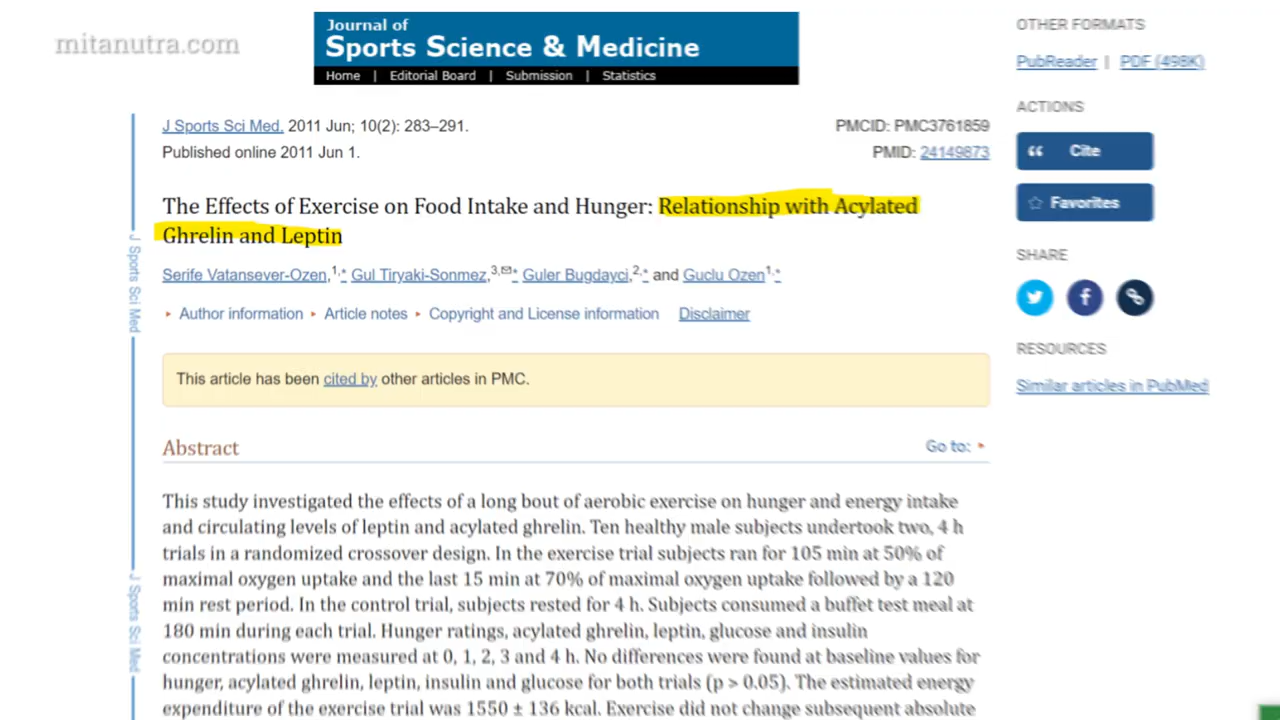 mitanutra.com
Journal of
Sports Science & Medicine
Home | Editorial Board | Submission | Statistics
J Sports Sci Med. 2011 Jun; 10(2): 283–291.
Published online 2011 Jun 1.
PMCID: PMC3761859
PMID: 24149873
The Effects of Exercise on Food Intake and Hunger: Relationship with Acylated
Ghrelin and Leptin
Serife Vatansever-Ozen,1,* Gul Tiryaki-Sonmez,3,✉* Guler Bugdayci,2,* and Guclu Ozen1,*
▸ Author information ▸ Article notes ▸ Copyright and License information Disclaimer
This article has been cited by other articles in PMC.
Abstract
Go to: ▸
This study investigated the effects of a long bout of aerobic exercise on hunger and energy intake
and circulating levels of leptin and acylated ghrelin. Ten healthy male subjects undertook two, 4 h
trials in a randomized crossover design. In the exercise trial subjects ran for 105 min at 50% of
maximal oxygen uptake and the last 15 min at 70% of maximal oxygen uptake followed by a 120
min rest period. In the control trial, subjects rested for 4 h. Subjects consumed a buffet test meal at
180 min during each trial. Hunger ratings, acylated ghrelin, leptin, glucose and insulin
concentrations were measured at 0, 1, 2, 3 and 4 h. No differences were found at baseline values for
hunger, acylated ghrelin, leptin, insulin and glucose for both trials (p > 0.05). The estimated energy
expenditure of the exercise trial was 1550 ± 136 kcal. Exercise did not change subsequent absolute
J Sports Sci Med
J Sports Sci Med
OTHER FORMATS
PubReader | PDF (498K)
ACTIONS
Cite
Favorites
SHARE
RESOURCES
Similar articles in PubMed